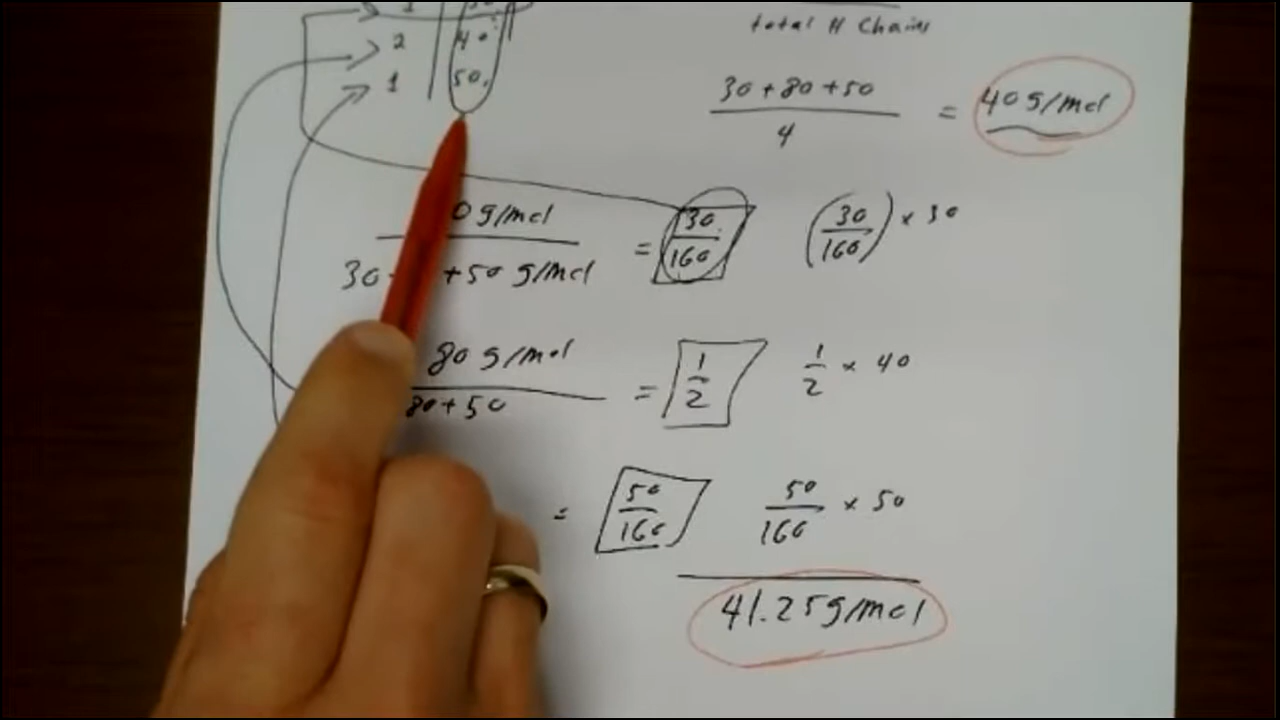 total # Chains
2 40
1 50.
30 + 80 + 50
4
= 40 g/mol
0 g/mol
30 + 50 g/mol
= 30
160
(30
160) × 30
80 g/mol
80 + 50
= 1
2
1
2 × 40
= 50
160
50
160 × 50
41.25 g/mol